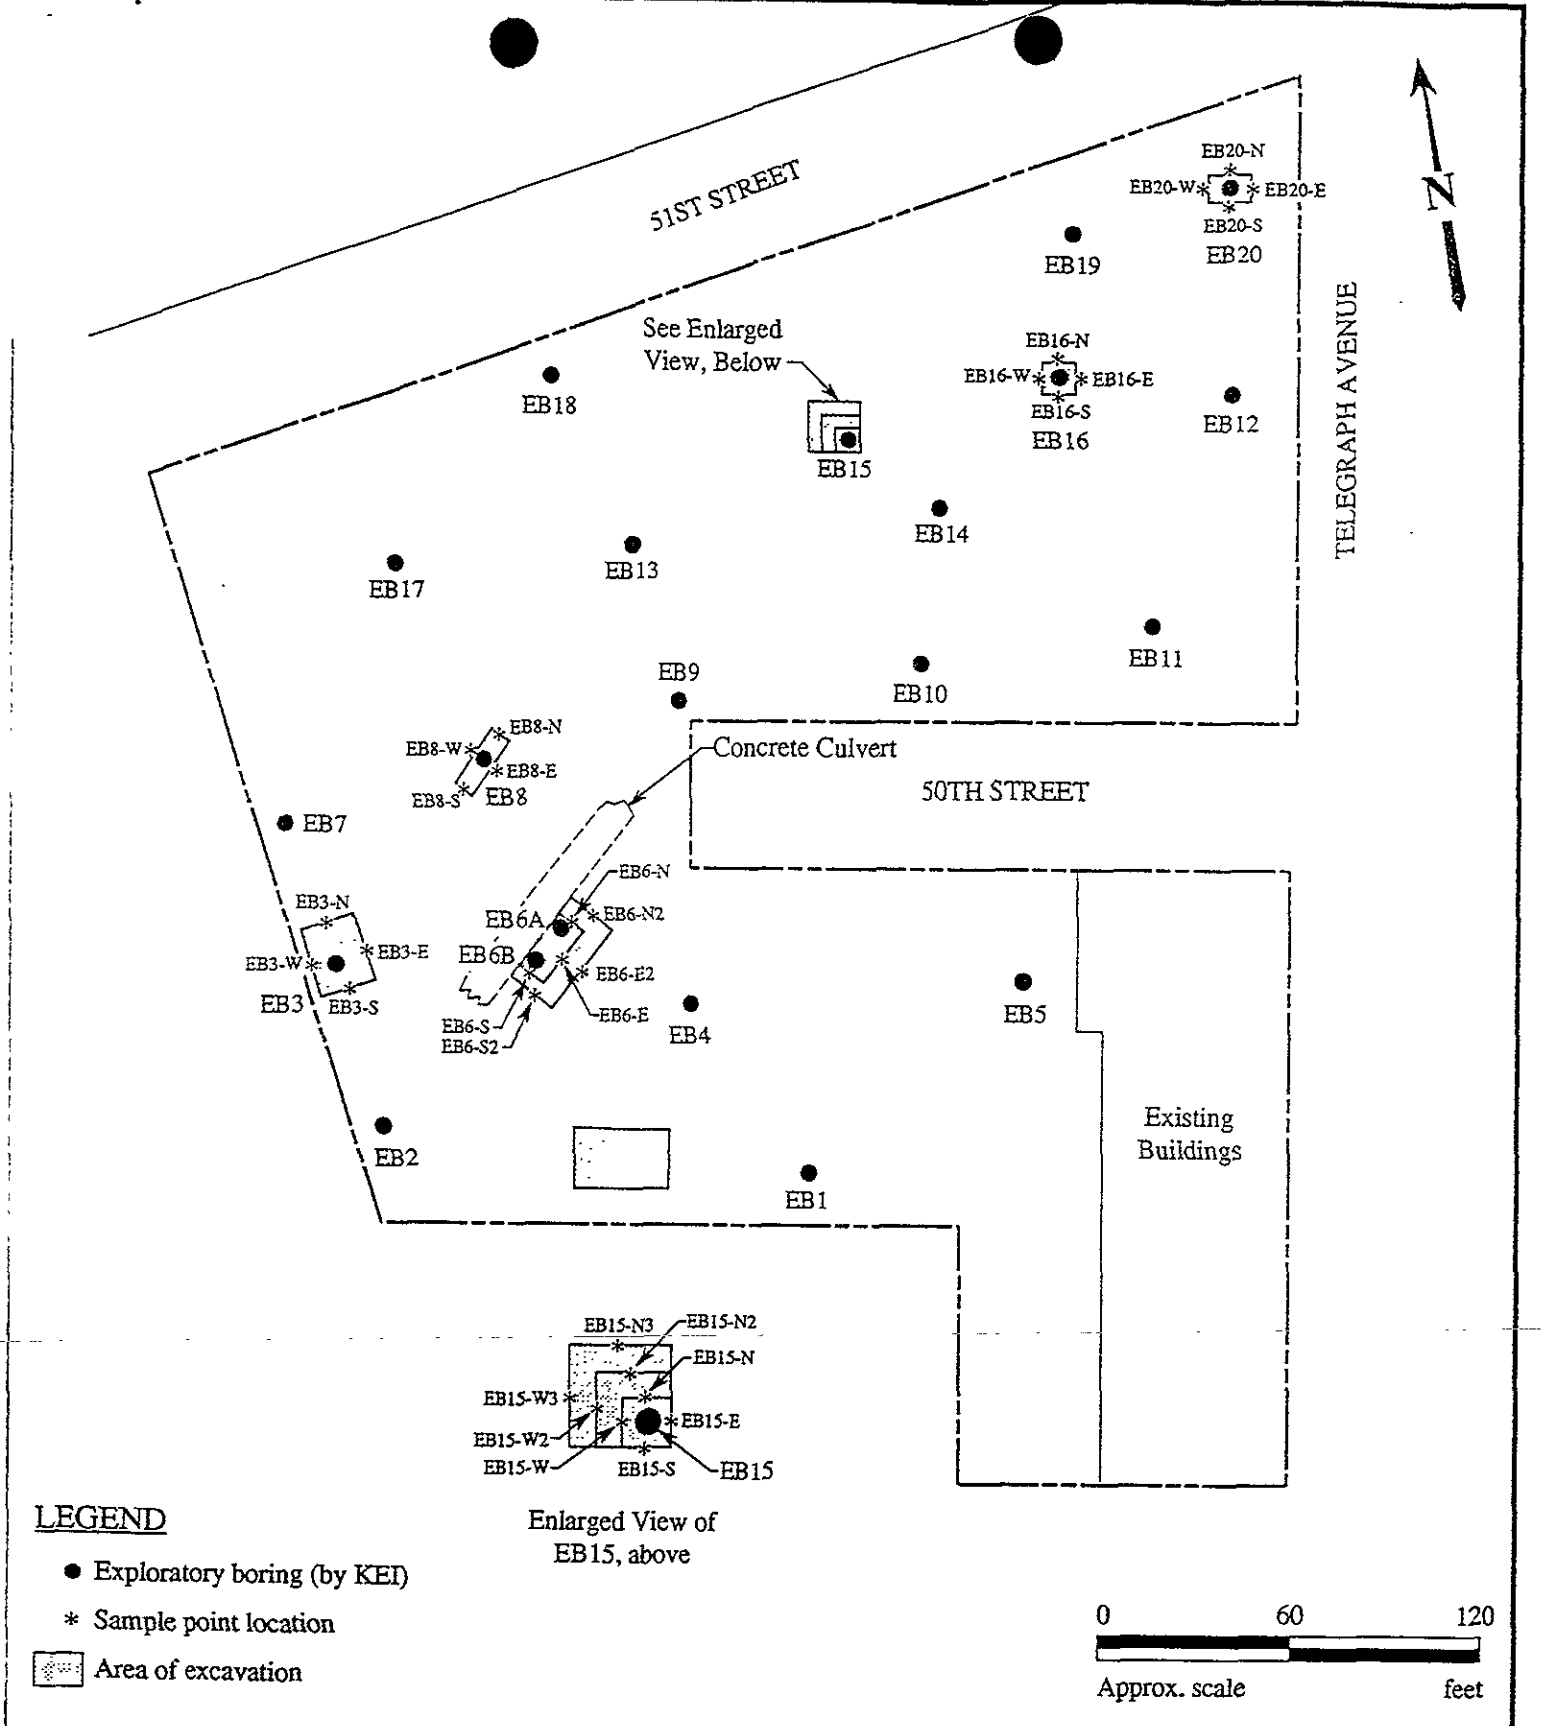 51ST STREET
N
EB20-N
EB20-W
EB20-E
EB20-S
EB20
EB19
TELEGRAPH AVENUE
See Enlarged
View, Below
EB16-N
EB16-W
EB16-E
EB16-S
EB16
EB18
EB12
EB15
EB14
EB13
EB17
EB11
EB9
EB10
EB8-N
EB8-W
EB8-E
EB8-S
EB8
Concrete Culvert
50TH STREET
EB7
EB6-N
EB3-N
EB6A
EB6-N2
EB3-E
EB3-W
EB6B
EB6-E2
EB3
EB3-S
EB6-E
EB6-S
EB6-S2
EB4
EB5
Existing
Buildings
EB2
EB1
EB15-N3
EB15-N2
EB15-N
EB15-W3
EB15-E
EB15-W2
EB15-W
EB15-S
EB15
Enlarged View of
EB15, above
LEGEND
Exploratory boring (by KEI)
* Sample point location
Area of excavation
0 60 120
Approx. scale feet